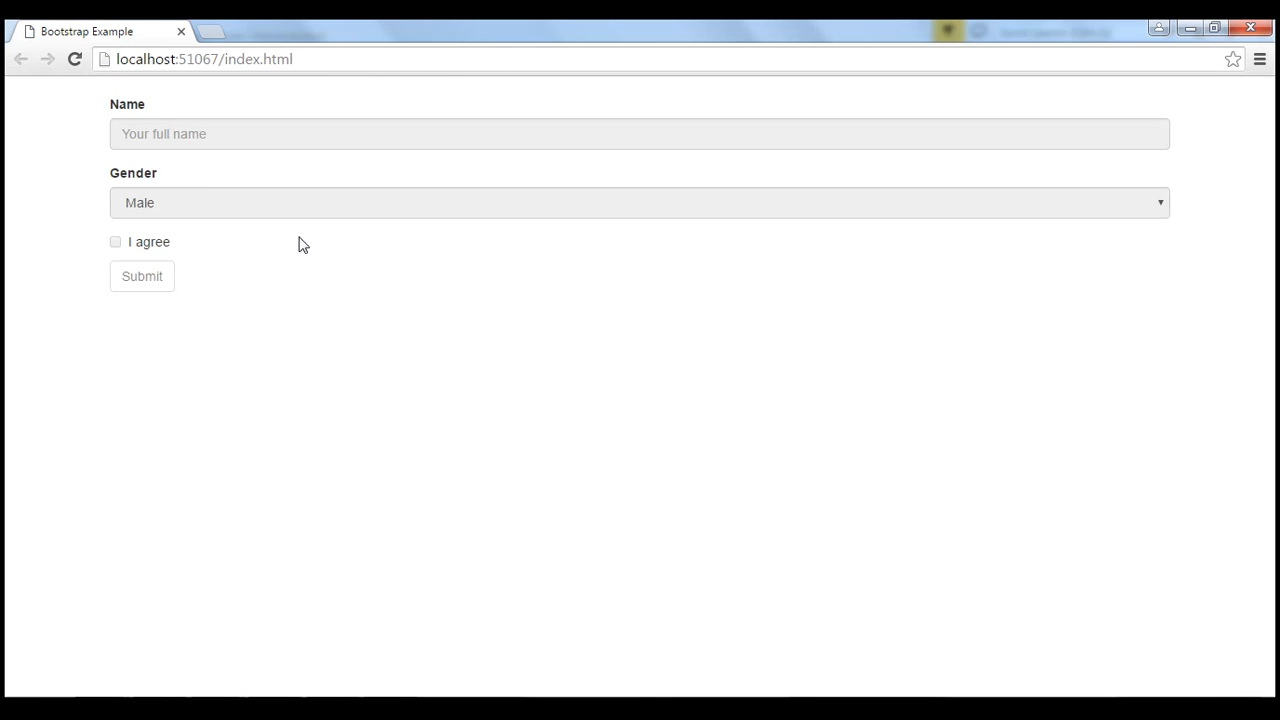 Bootstrap Example
localhost:51067/index.html
Name
Your full name
Gender
Male
I agree
Submit